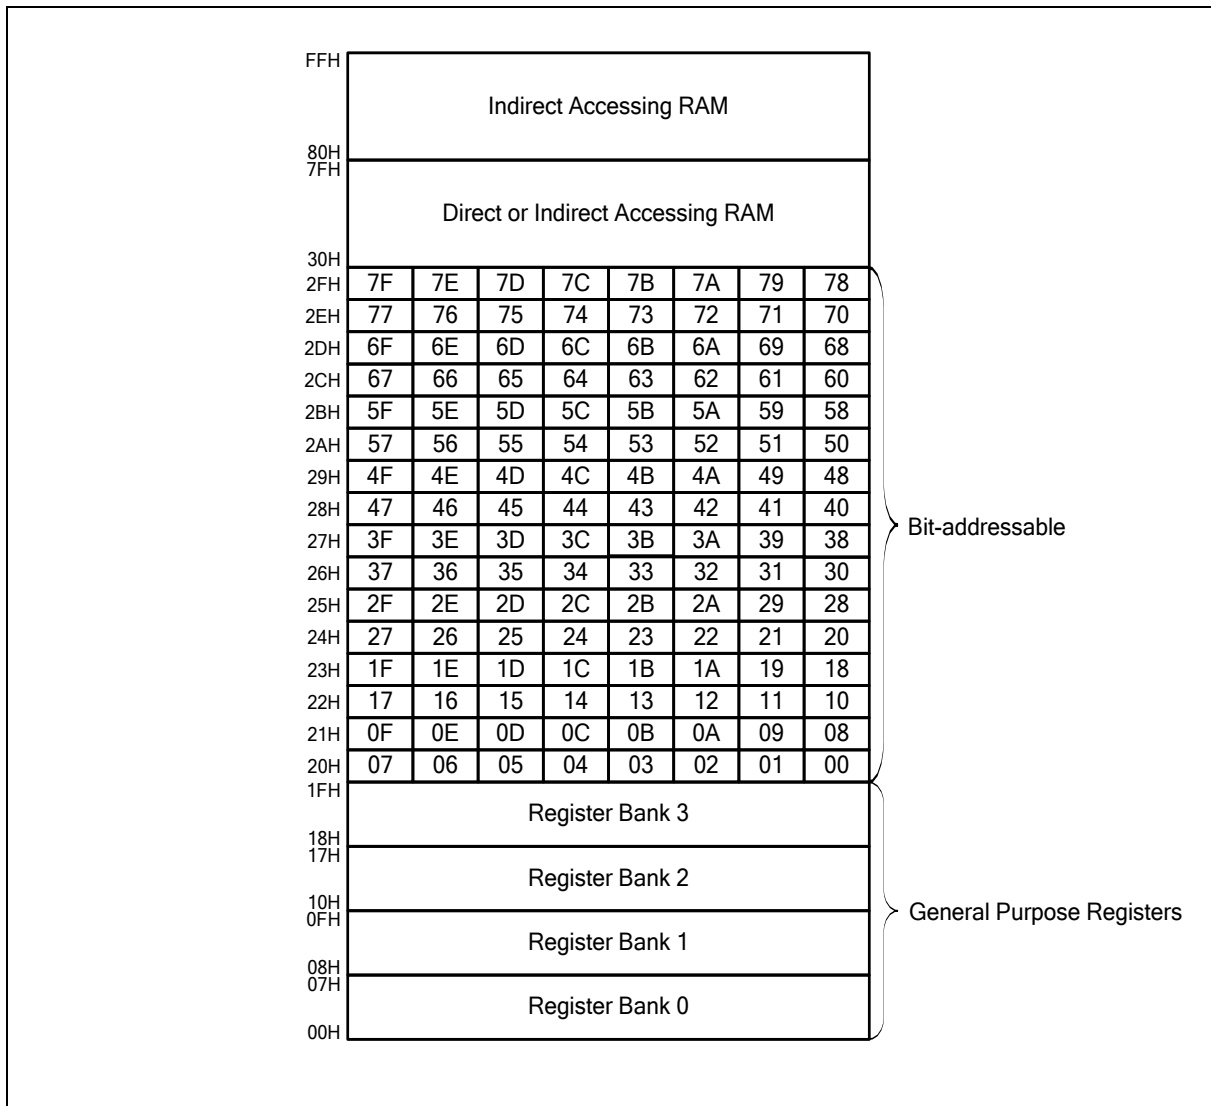 FFH
Indirect Accessing RAM
80H
7FH
Direct or Indirect Accessing RAM
30H
2FH 7F 7E 7D 7C 7B 7A 79 78
2EH 77 76 75 74 73 72 71 70
2DH 6F 6E 6D 6C 6B 6A 69 68
2CH 67 66 65 64 63 62 61 60
2BH 5F 5E 5D 5C 5B 5A 59 58
2AH 57 56 55 54 53 52 51 50
29H 4F 4E 4D 4C 4B 4A 49 48
28H 47 46 45 44 43 42 41 40
Bit-addressable
27H 3F 3E 3D 3C 3B 3A 39 38
26H 37 36 35 34 33 32 31 30
25H 2F 2E 2D 2C 2B 2A 29 28
24H 27 26 25 24 23 22 21 20
23H 1F 1E 1D 1C 1B 1A 19 18
22H 17 16 15 14 13 12 11 10
21H 0F 0E 0D 0C 0B 0A 09 08
20H 07 06 05 04 03 02 01 00
1FH
Register Bank 3
18H
17H
Register Bank 2
10H
0FH
General Purpose Registers
Register Bank 1
08H
07H
Register Bank 0
00H